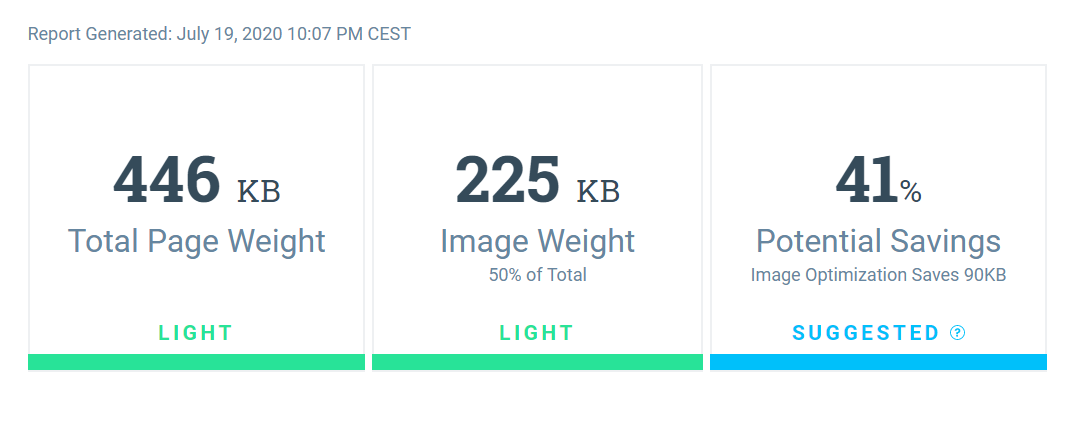 Report Generated: July 19, 2020 10:07 PM CEST
446 KB
Total Page Weight
LIGHT
225 KB
Image Weight
50% of Total
LIGHT
41%
Potential Savings
Image Optimization Saves 90KB
SUGGESTED ?